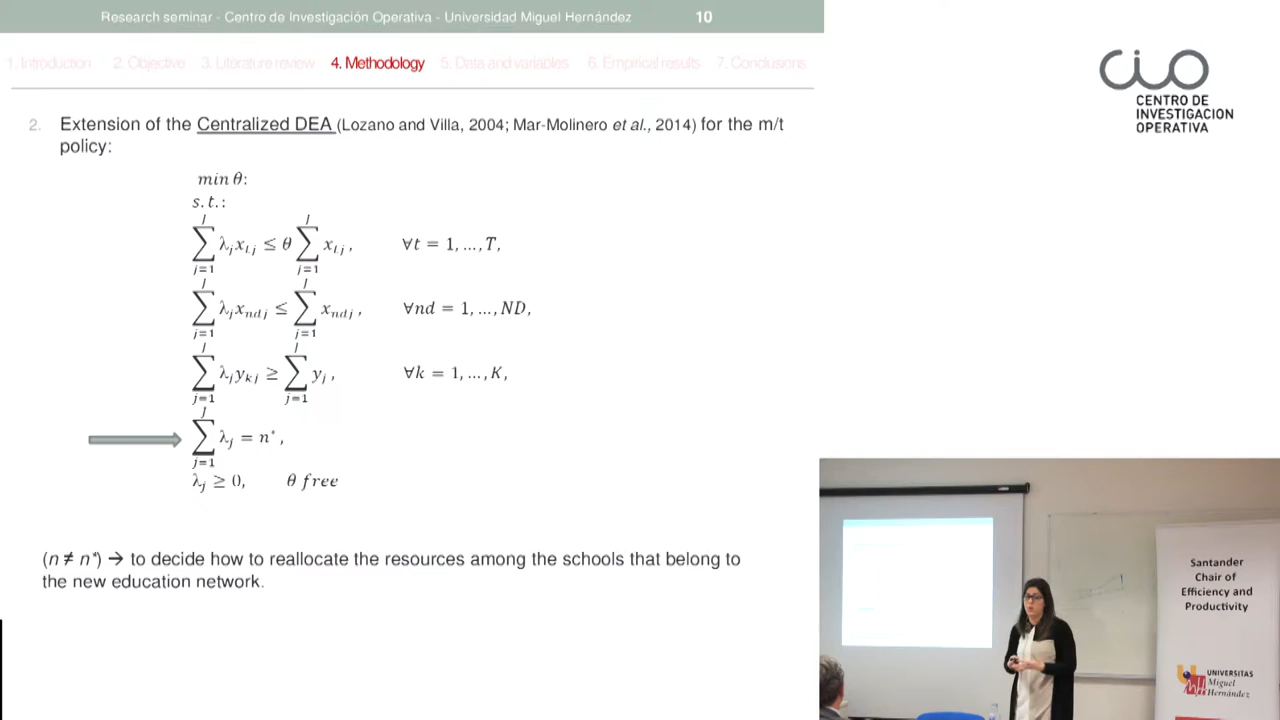 Research seminar - Centro de Investigación Operativa - Universidad Miguel Hernández 10
1. Introduction 2. Objective 3. Literature review 4. Methodology 5. Data and variables 6. Empirical results 7. Conclusions
2. Extension of the Centralized DEA (Lozano and Villa, 2004; Mar-Molinero et al., 2014) for the m/t
policy:
min θ:
s.t.:
∑_{j=1}^{J} λ_j x_{tj} ≤ θ ∑_{j=1}^{J} x_{tj}, ∀t = 1, ..., T,
∑_{j=1}^{J} λ_j x_{ndj} ≤ ∑_{j=1}^{J} x_{ndj}, ∀nd = 1, ..., ND,
∑_{j=1}^{J} λ_j y_{kj} ≥ ∑_{j=1}^{J} y_j, ∀k = 1, ..., K,
∑_{j=1}^{J} λ_j = n*,
λ_j ≥ 0, θ free
(n ≠ n*) → to decide how to reallocate the resources among the schools that belong to
the new education network.
CIO
CENTRO DE
INVESTIGACIÓN
OPERATIVA
Santander
Chair of
Efficiency and
Productivity
UNIVERSITAS
Miguel
Hernández